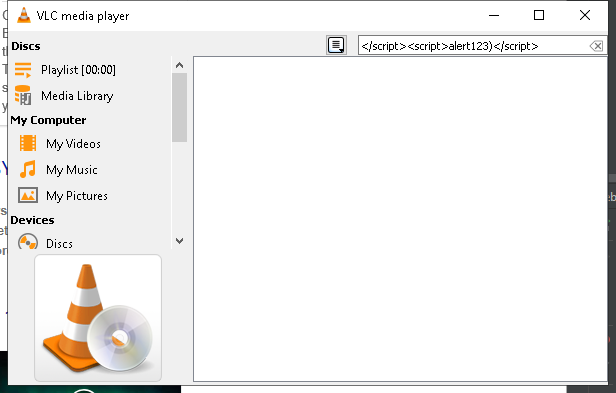 VLC media player
Discs
</script><script>alert123)</script>
Playlist [00:00]
Media Library
My Computer
My Videos
My Music
My Pictures
Devices
Discs